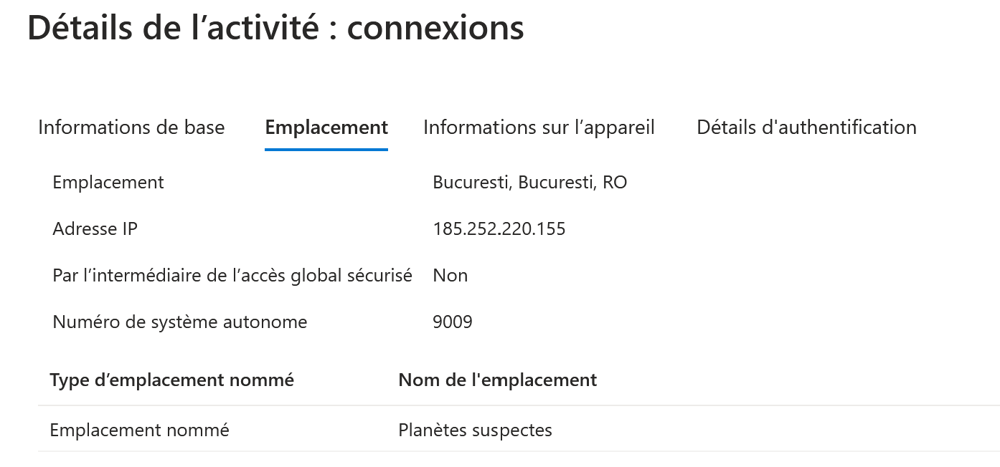 Détails de l’activité : connexions
Informations de base Emplacement Informations sur l’appareil Détails d'authentification
Emplacement Bucuresti, Bucuresti, RO
Adresse IP 185.252.220.155
Par l’intermédiaire de l’accès global sécurisé Non
Numéro de système autonome 9009
Type d’emplacement nommé Nom de l'emplacement
Emplacement nommé Planètes suspectes